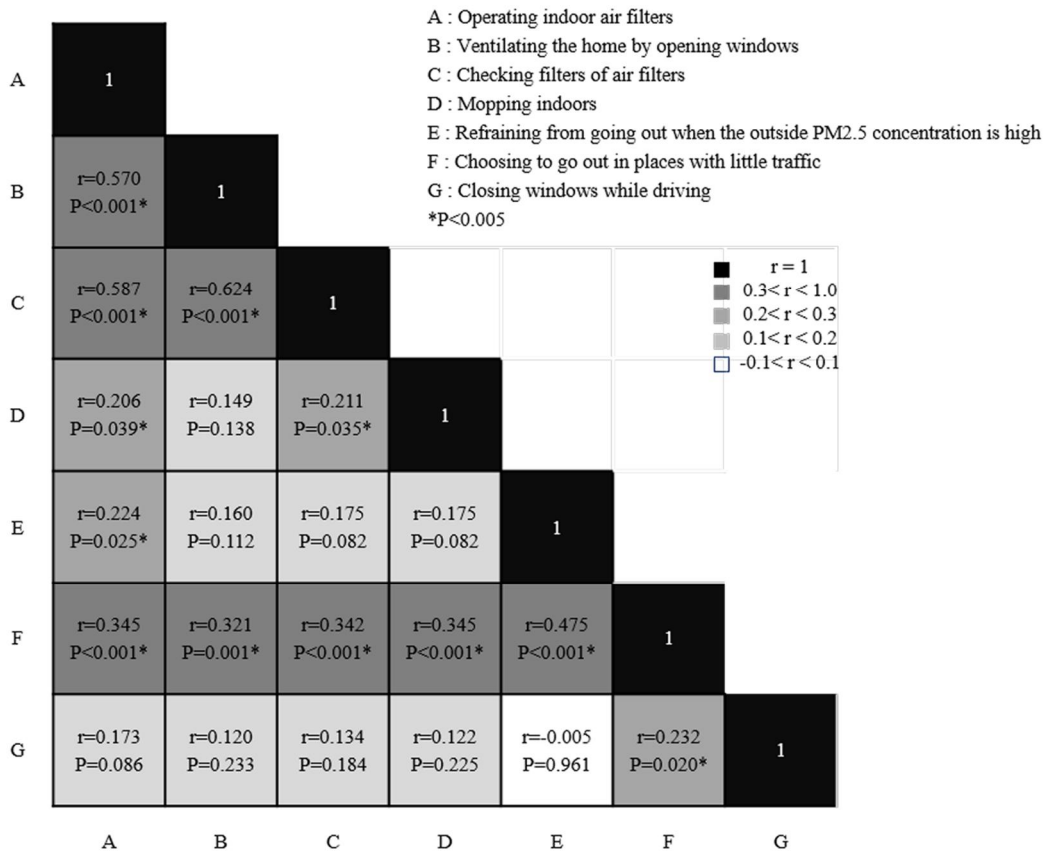 A : Operating indoor air filters
B : Ventilating the home by opening windows
C : Checking filters of air filters
D : Mopping indoors
E : Refraining from going out when the outside PM2.5 concentration is high
F : Choosing to go out in places with little traffic
G : Closing windows while driving
*P<0.005
r = 1
0.3< r < 1.0
0.2< r < 0.3
0.1< r < 0.2
-0.1< r < 0.1
A 1
B r=0.570 1
P<0.001*
C r=0.587 r=0.624 1
P<0.001* P<0.001*
D r=0.206 r=0.149 r=0.211 1
P=0.039* P=0.138 P=0.035*
E r=0.224 r=0.160 r=0.175 r=0.175 1
P=0.025* P=0.112 P=0.082 P=0.082
F r=0.345 r=0.321 r=0.342 r=0.345 r=0.475 1
P<0.001* P=0.001* P<0.001* P<0.001* P<0.001*
G r=0.173 r=0.120 r=0.134 r=0.122 r=-0.005 r=0.232 1
P=0.086 P=0.233 P=0.184 P=0.225 P=0.961 P=0.020*
A B C D E F G